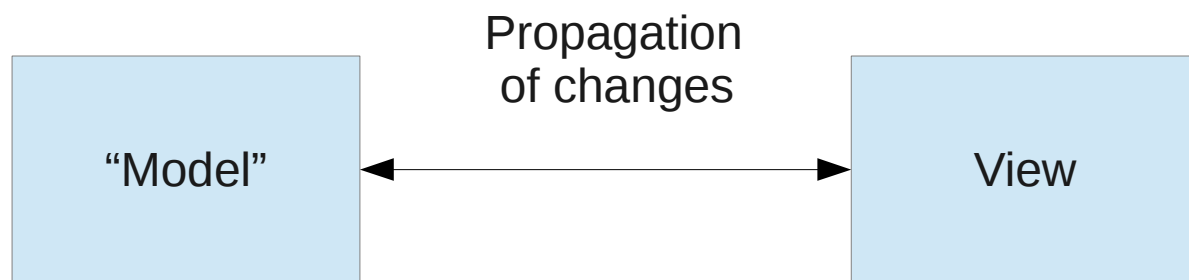 Propagation
of changes
“Model”
View